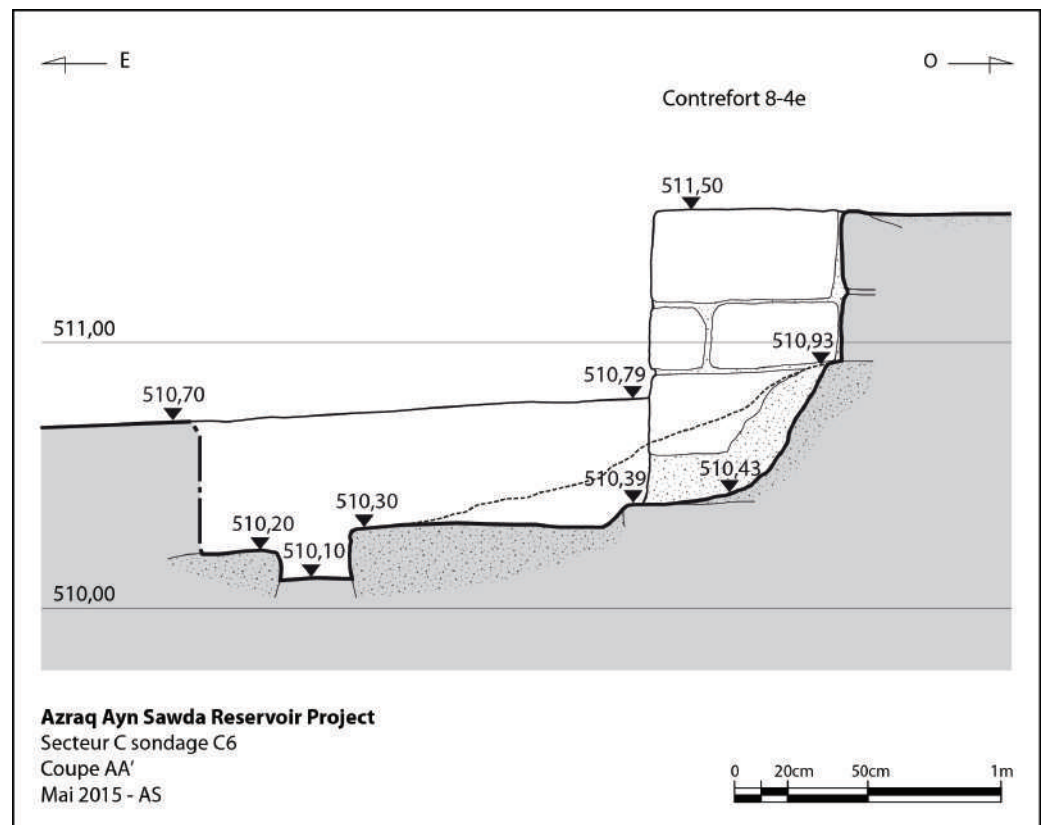 E
O
Contrefort 8-4e
511,50
511,00
510,93
510,79
510,70
510,43
510,39
510,30
510,20
510,10
510,00
Azraq Ayn Sawda Reservoir Project
Secteur C sondage C6
Coupe AA'
Mai 2015 - AS
0 20cm 50cm 1m